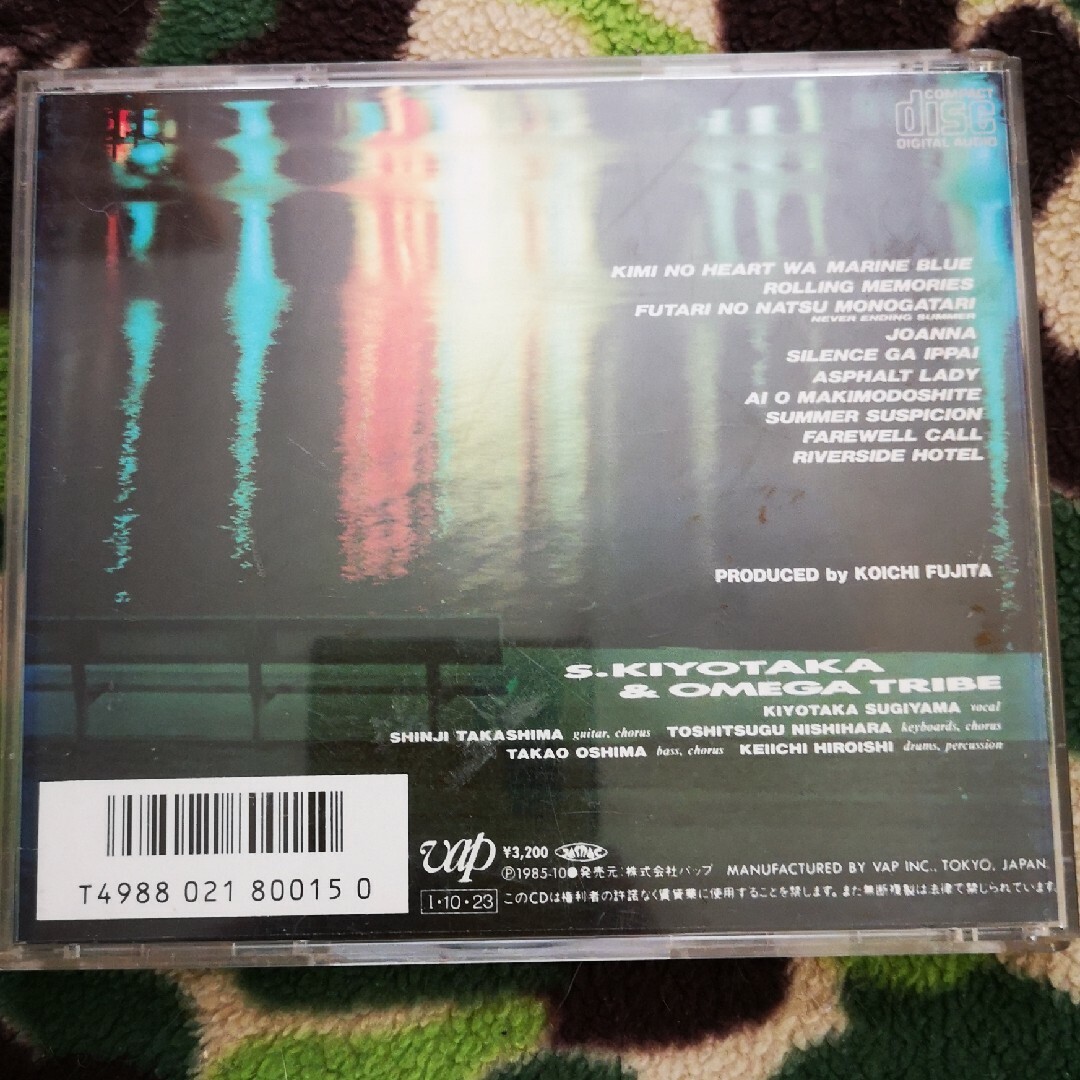 COMPACT
disc
DIGITAL AUDIO
KIMI NO HEART WA MARINE BLUE
ROLLING MEMORIES
FUTARI NO NATSU MONOGATARI
NEVER ENDING SUMMER
JOANNA
SILENCE GA IPPAI
ASPHALT LADY
AI O MAKIMODOSHITE
SUMMER SUSPICION
FAREWELL CALL
RIVERSIDE HOTEL
PRODUCED by KOICHI FUJITA
S.KIYOTAKA
& OMEGA TRIBE
KIYOTAKA SUGIYAMA vocal
SHINJI TAKASHIMA guitar, chorus TOSHITSUGU NISHIHARA keyboards, chorus
TAKAO OSHIMA bass, chorus KEIICHI HIROISHI drums, percussion
T4988 021 80015 0
vap ¥3,200
Ⓟ1985-10●発売元:株式会社バップ MANUFACTURED BY VAP INC., TOKYO, JAPAN.
1・10・23 このCDは権利者の許諾なく賃貸業に使用することを禁じます。また無断複製は法律で禁じられています